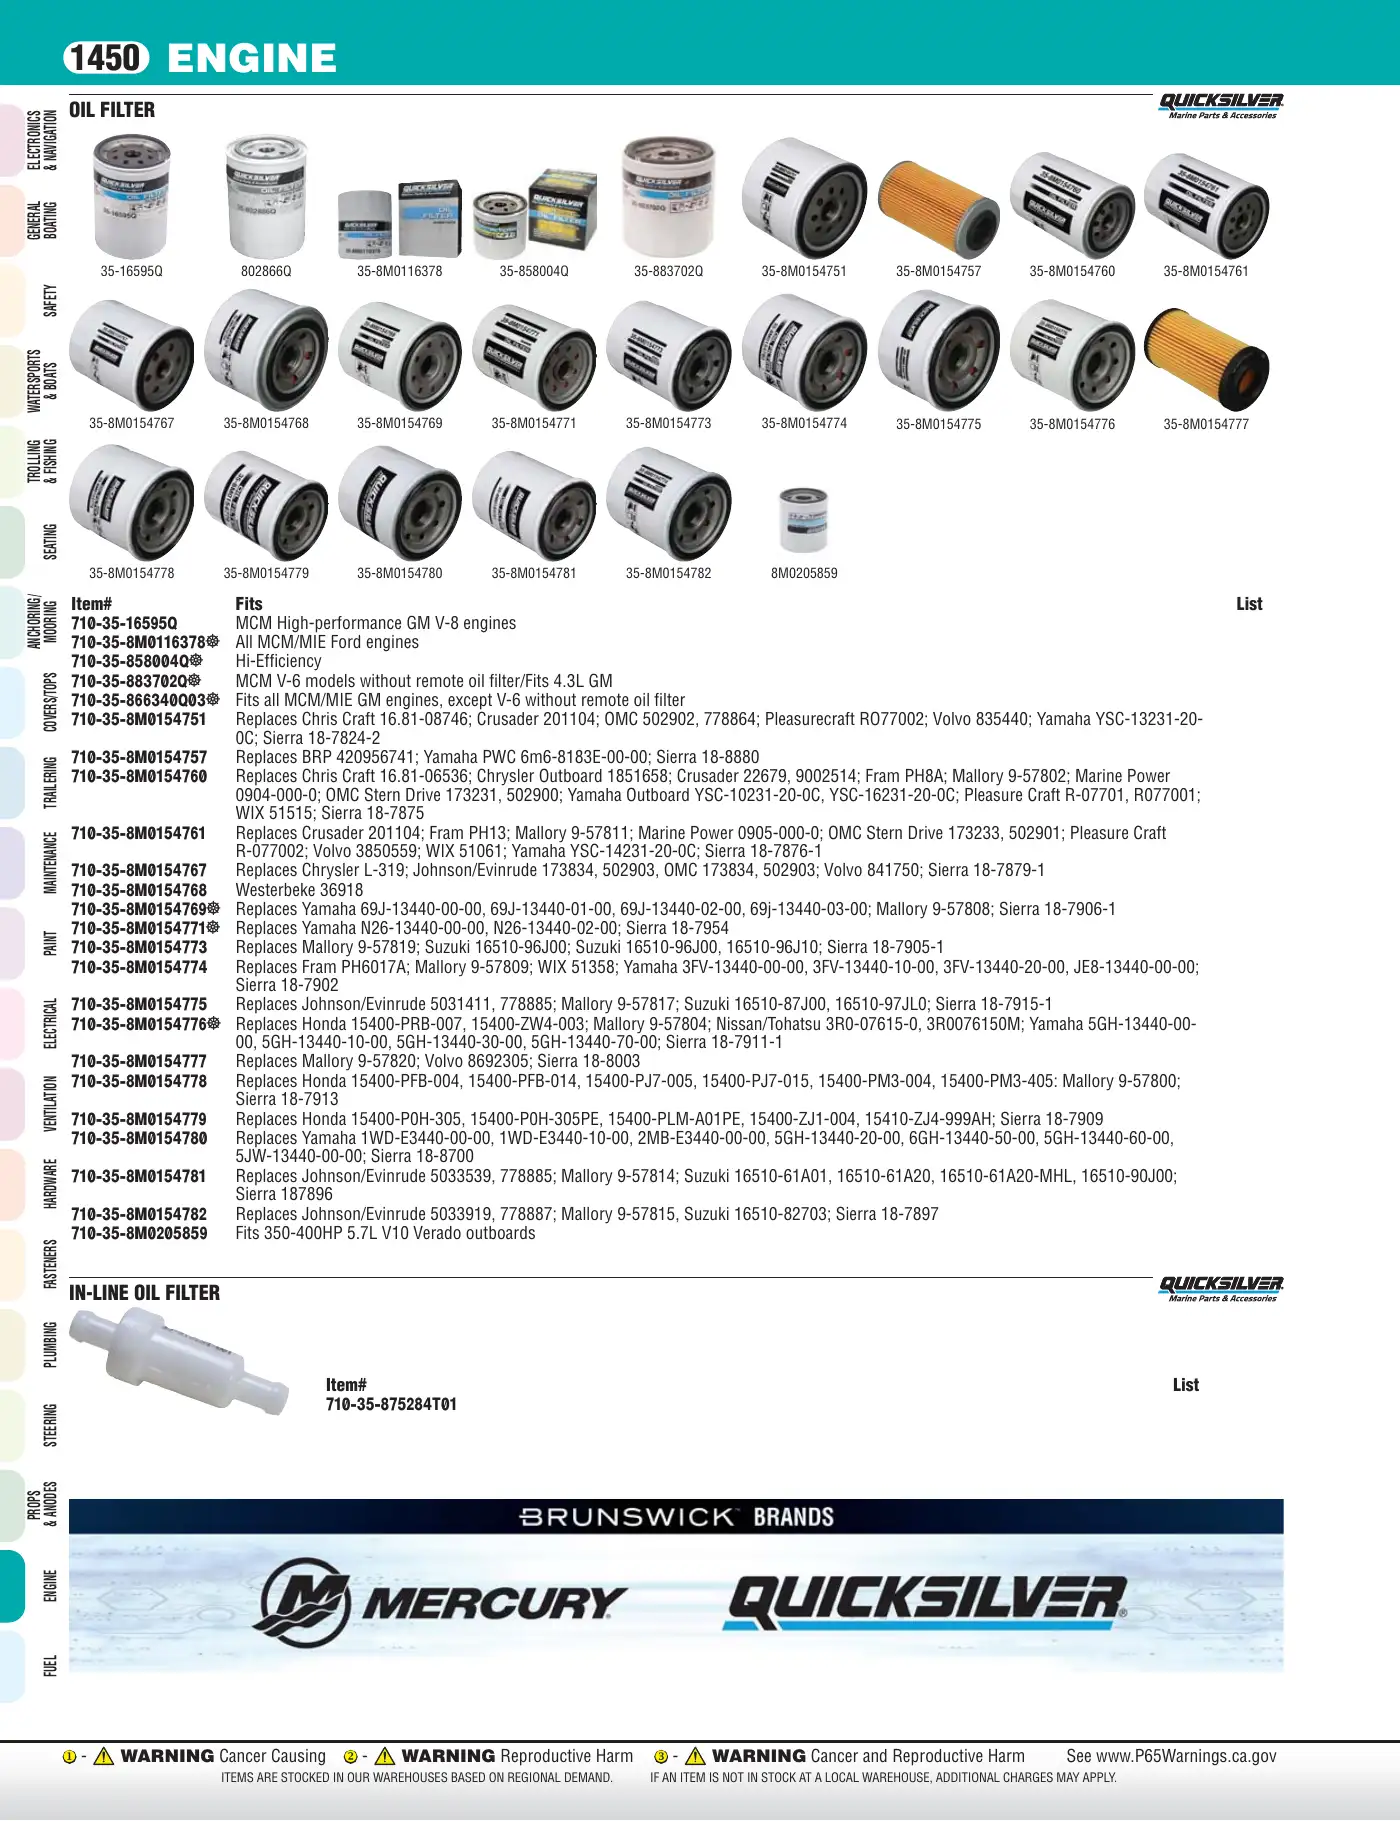 1450 ENGINE
OIL FILTER
QUICKSILVER
Marine Parts & Accessories
35-16595Q
802866Q
35-8M0116378
35-858004Q
35-883702Q
35-8M0154751
35-8M0154757
35-8M0154760
35-8M0154761
35-8M0154767
35-8M0154768
35-8M0154769
35-8M0154771
35-8M0154773
35-8M0154774
35-8M0154775
35-8M0154776
35-8M0154777
35-8M0154778
35-8M0154779
35-8M0154780
35-8M0154781
35-8M0154782
8M0205859
Item# Fits List
710-35-16595Q MCM High-performance GM V-8 engines
710-35-8M0116378 All MCM/MIE Ford engines
710-35-858004Q Hi-Efficiency
710-35-883702Q MCM V-6 models without remote oil filter/Fits 4.3L GM
710-35-866340Q03 Fits all MCM/MIE GM engines, except V-6 without remote oil filter
710-35-8M0154751 Replaces Chris Craft 16.81-08746; Crusader 201104; OMC 502902, 778864; Pleasurecraft RO77002; Volvo 835440; Yamaha YSC-13231-20-
0C; Sierra 18-7824-2
710-35-8M0154757 Replaces BRP 420956741; Yamaha PWC 6m6-8183E-00-00; Sierra 18-8880
710-35-8M0154760 Replaces Chris Craft 16.81-06536; Chrysler Outboard 1851658; Crusader 22679, 9002514; Fram PH8A; Mallory 9-57802; Marine Power
0904-000-0; OMC Stern Drive 173231, 502900; Yamaha Outboard YSC-10231-20-0C, YSC-16231-20-0C; Pleasure Craft R-07701, R077001;
WIX 51515; Sierra 18-7875
710-35-8M0154761 Replaces Crusader 201104; Fram PH13; Mallory 9-57811; Marine Power 0905-000-0; OMC Stern Drive 173233, 502901; Pleasure Craft
R-077002; Volvo 3850559; WIX 51061; Yamaha YSC-14231-20-0C; Sierra 18-7876-1
710-35-8M0154767 Replaces Chrysler L-319; Johnson/Evinrude 173834, 502903, OMC 173834, 502903; Volvo 841750; Sierra 18-7879-1
710-35-8M0154768 Westerbeke 36918
710-35-8M0154769 Replaces Yamaha 69J-13440-00-00, 69J-13440-01-00, 69J-13440-02-00, 69j-13440-03-00; Mallory 9-57808; Sierra 18-7906-1
710-35-8M0154771 Replaces Yamaha N26-13440-00-00, N26-13440-02-00; Sierra 18-7954
710-35-8M0154773 Replaces Mallory 9-57819; Suzuki 16510-96J00; Suzuki 16510-96J00, 16510-96J10; Sierra 18-7905-1
710-35-8M0154774 Replaces Fram PH6017A; Mallory 9-57809; WIX 51358; Yamaha 3FV-13440-00-00, 3FV-13440-10-00, 3FV-13440-20-00, JE8-13440-00-00;
Sierra 18-7902
710-35-8M0154775 Replaces Johnson/Evinrude 5031411, 778885; Mallory 9-57817; Suzuki 16510-87J00, 16510-97JL0; Sierra 18-7915-1
710-35-8M0154776 Replaces Honda 15400-PRB-007, 15400-ZW4-003; Mallory 9-57804; Nissan/Tohatsu 3R0-07615-0, 3R0076150M; Yamaha 5GH-13440-00-
00, 5GH-13440-10-00, 5GH-13440-30-00, 5GH-13440-70-00; Sierra 18-7911-1
710-35-8M0154777 Replaces Mallory 9-57820; Volvo 8692305; Sierra 18-8003
710-35-8M0154778 Replaces Honda 15400-PFB-004, 15400-PFB-014, 15400-PJ7-005, 15400-PJ7-015, 15400-PM3-004, 15400-PM3-405: Mallory 9-57800;
Sierra 18-7913
710-35-8M0154779 Replaces Honda 15400-P0H-305, 15400-P0H-305PE, 15400-PLM-A01PE, 15400-ZJ1-004, 15410-ZJ4-999AH; Sierra 18-7909
710-35-8M0154780 Replaces Yamaha 1WD-E3440-00-00, 1WD-E3440-10-00, 2MB-E3440-00-00, 5GH-13440-20-00, 6GH-13440-50-00, 5GH-13440-60-00,
5JW-13440-00-00; Sierra 18-8700
710-35-8M0154781 Replaces Johnson/Evinrude 5033539, 778885; Mallory 9-57814; Suzuki 16510-61A01, 16510-61A20, 16510-61A20-MHL, 16510-90J00;
Sierra 187896
710-35-8M0154782 Replaces Johnson/Evinrude 5033919, 778887; Mallory 9-57815, Suzuki 16510-82703; Sierra 18-7897
710-35-8M0205859 Fits 350-400HP 5.7L V10 Verado outboards
IN-LINE OIL FILTER
QUICKSILVER
Marine Parts & Accessories
Item# List
710-35-875284T01
BRUNSWICK™ BRANDS
MERCURY
QUICKSILVER®
ELECTRONICS
& NAVIGATION
GENERAL
BOATING
SAFETY
WATERSPORTS
& BOATS
TROLLING
& FISHING
SEATING
ANCHORING/
MOORING
COVERS/TOPS
TRAILERING
MAINTENANCE
PAINT
ELECTRICAL
VENTILATION
HARDWARE
FASTENERS
PLUMBING
STEERING
PROPS
& ANODES
ENGINE
FUEL
1 - WARNING Cancer Causing 2 - WARNING Reproductive Harm 3 - WARNING Cancer and Reproductive Harm See www.P65Warnings.ca.gov
ITEMS ARE STOCKED IN OUR WAREHOUSES BASED ON REGIONAL DEMAND. IF AN ITEM IS NOT IN STOCK AT A LOCAL WAREHOUSE, ADDITIONAL CHARGES MAY APPLY.